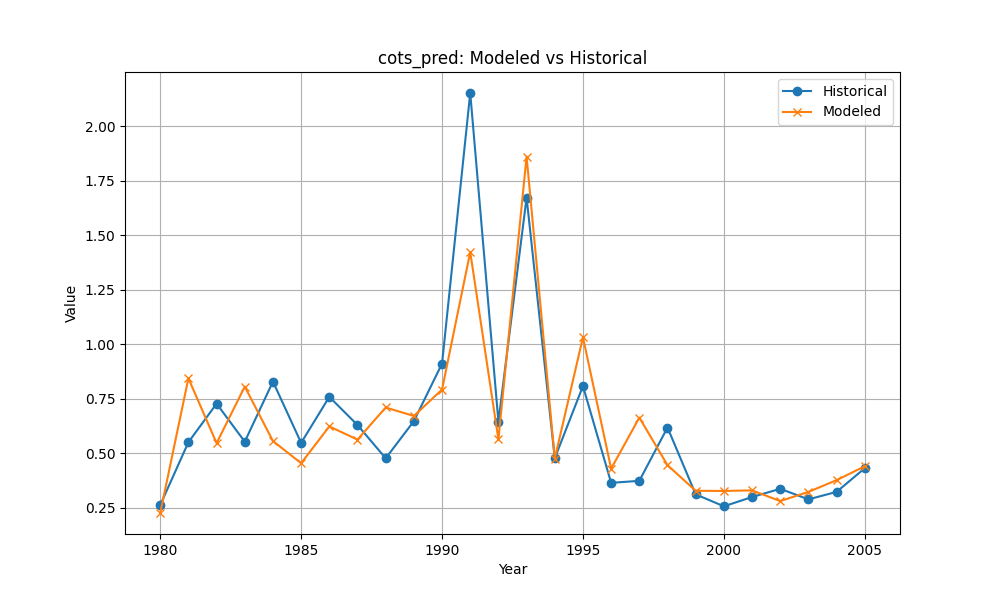 cots_pred: Modeled vs Historical
Historical
Modeled
Value
2.00
1.75
1.50
1.25
1.00
0.75
0.50
0.25
1980 1985 1990 1995 2000 2005
Year